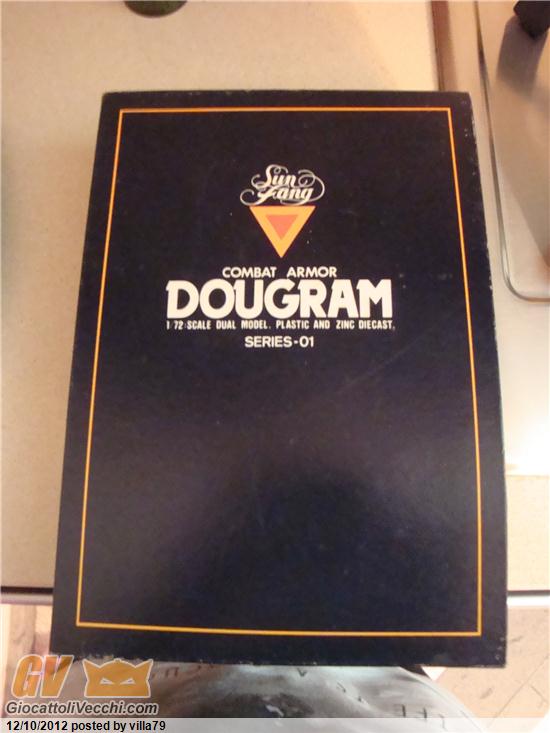 Sun
Fang
COMBAT ARMOR
DOUGRAM
1/72 SCALE DUAL MODEL. PLASTIC AND ZINC DIECAST.
SERIES-01
GV
GiocattoliVecchi.com
12/10/2012 posted by villa79